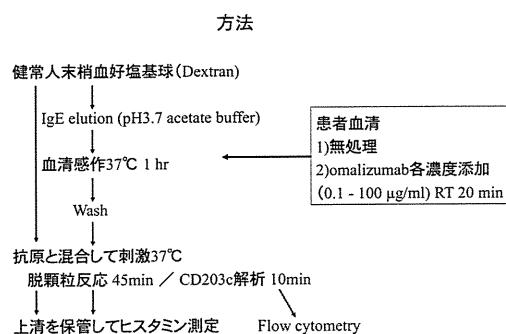 方法
健常人末梢血好塩基球（Dextran）
IgE elution (pH3.7 acetate buffer)
血清感作37℃ 1 hr
患者血清
1)無処理
2)omalizumab各濃度添加
(0.1 - 100 μg/ml) RT 20 min
Wash
抗原と混合して刺激37℃
脱顆粒反応 45min ／ CD203c解析 10min
上清を保管してヒスタミン測定
Flow cytometry